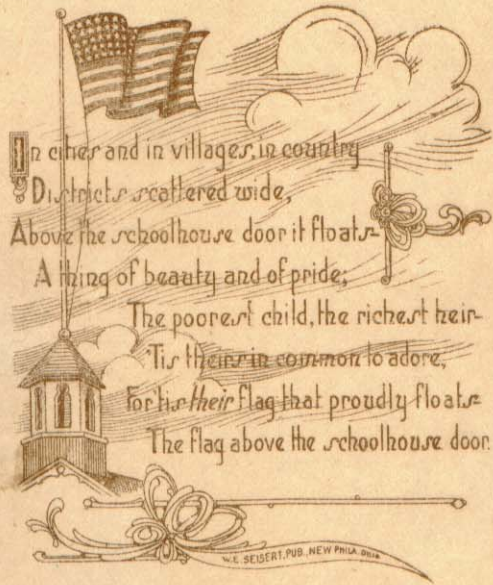 In cities and in villages, in country
Districts scattered wide,
Above the schoolhouse door it floats-
A thing of beauty and of pride;
The poorest child, the richest heir-
'Tis theirs in common to adore,
For tis their flag that proudly floats-
The flag above the schoolhouse door.
W.E. SEIBERT, PUB., NEW PHILA. OHIO